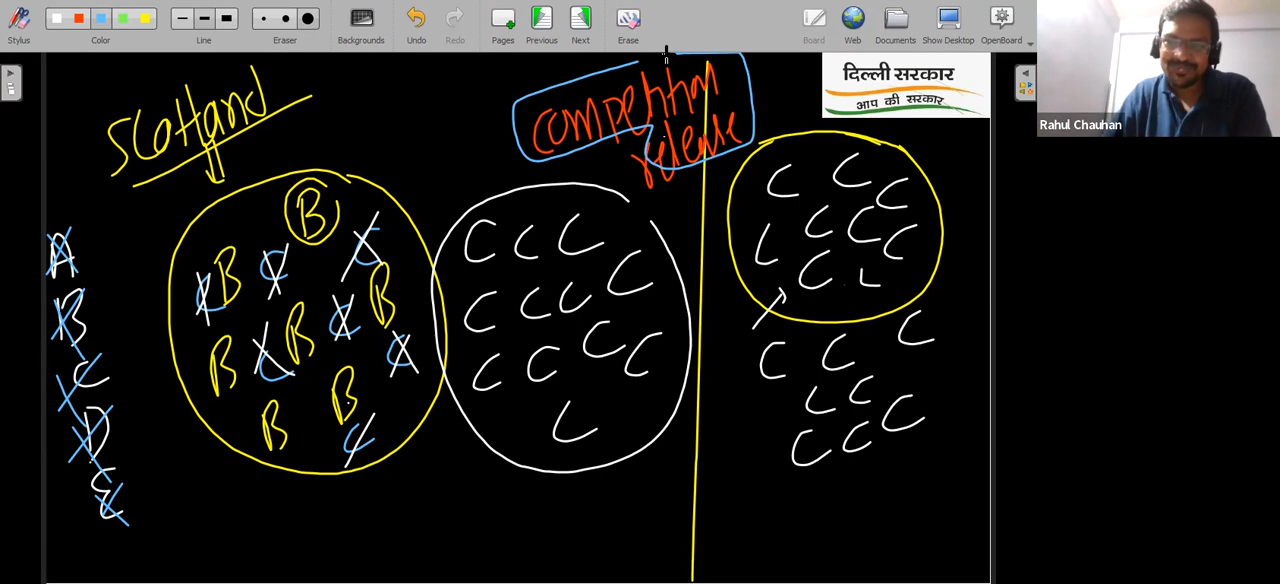 Stylus
Color
Line
Eraser
Backgrounds
Undo
Redo
Pages
Previous
Next
Erase
Board
Web
Documents
Show Desktop
OpenBoard
Rahul Chauhan
दिल्ली सरकार
आप की सरकार
Scotland
competition
release
A
B
C
D
E
B
C
C
C B
C B
B C B C
B
B C
C C C
C
C C C
C
C C C
C
C C
C
C C
C C
C
C C
C
C C
C C
C
C C